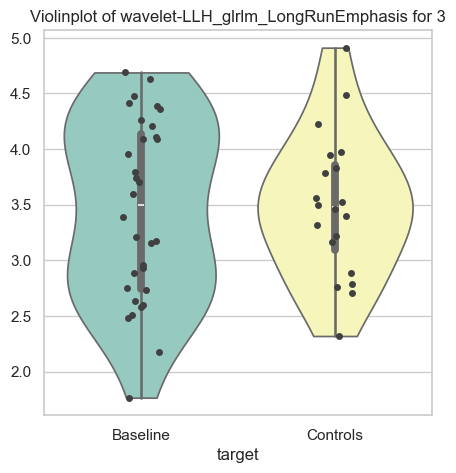 Violinplot of wavelet-LLH_glrlm_LongRunEmphasis for 3
5.0
4.5
4.0
3.5
3.0
2.5
2.0
Baseline Controls
target